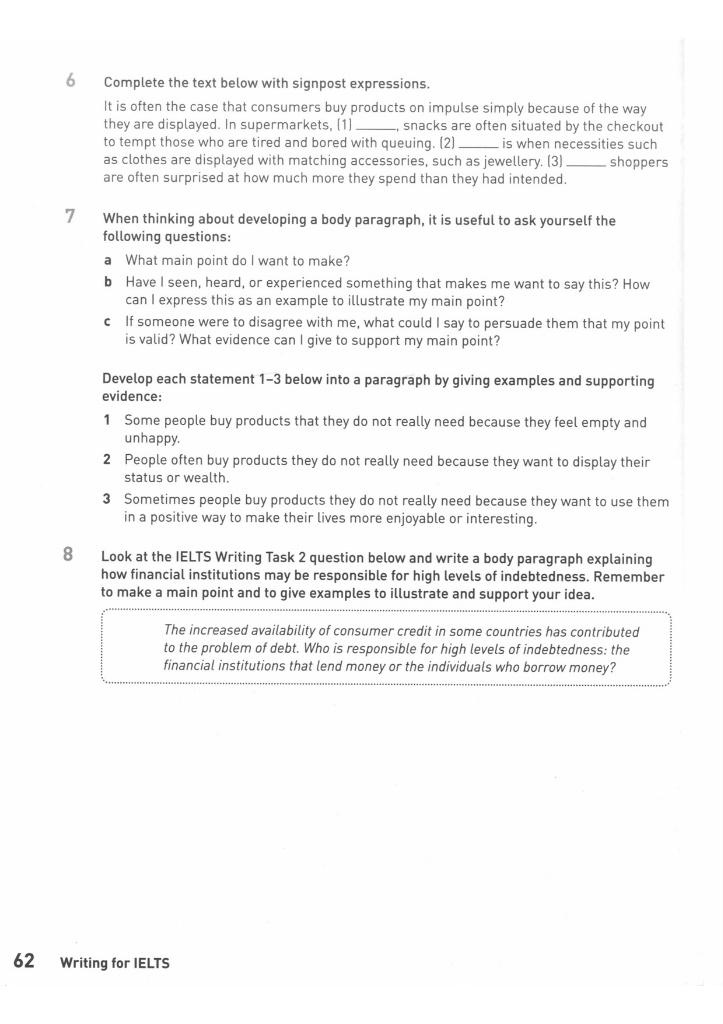 6 Complete the text below with signpost expressions.
It is often the case that consumers buy products on impulse simply because of the way
they are displayed. In supermarkets, (1) ______, snacks are often situated by the checkout
to tempt those who are tired and bored with queuing. (2) ______ is when necessities such
as clothes are displayed with matching accessories, such as jewellery. (3) ______ shoppers
are often surprised at how much more they spend than they had intended.
7 When thinking about developing a body paragraph, it is useful to ask yourself the
following questions:
a What main point do I want to make?
b Have I seen, heard, or experienced something that makes me want to say this? How
can I express this as an example to illustrate my main point?
c If someone were to disagree with me, what could I say to persuade them that my point
is valid? What evidence can I give to support my main point?
Develop each statement 1–3 below into a paragraph by giving examples and supporting
evidence:
1 Some people buy products that they do not really need because they feel empty and
unhappy.
2 People often buy products they do not really need because they want to display their
status or wealth.
3 Sometimes people buy products they do not really need because they want to use them
in a positive way to make their lives more enjoyable or interesting.
8 Look at the IELTS Writing Task 2 question below and write a body paragraph explaining
how financial institutions may be responsible for high levels of indebtedness. Remember
to make a main point and to give examples to illustrate and support your idea.
The increased availability of consumer credit in some countries has contributed
to the problem of debt. Who is responsible for high levels of indebtedness: the
financial institutions that lend money or the individuals who borrow money?
62 Writing for IELTS